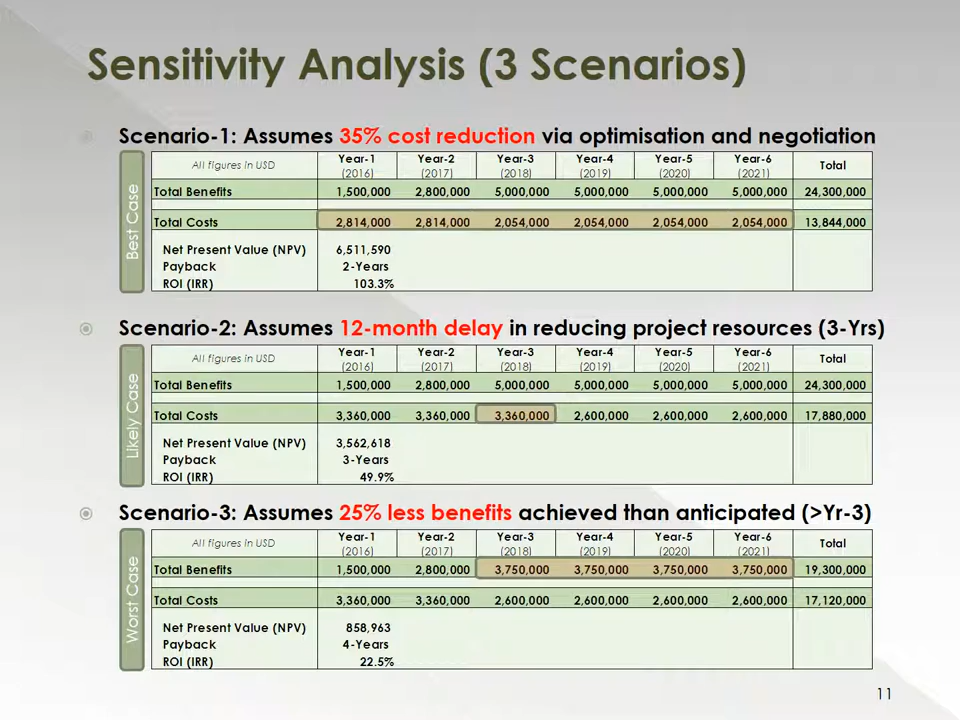 Sensitivity Analysis (3 Scenarios)
Scenario-1: Assumes 35% cost reduction via optimisation and negotiation
Best Case
All figures in USD Year-1 Year-2 Year-3 Year-4 Year-5 Year-6 Total
(2016) (2017) (2018) (2019) (2020) (2021)
Total Benefits 1,500,000 2,800,000 5,000,000 5,000,000 5,000,000 5,000,000 24,300,000
Total Costs 2,814,000 2,814,000 2,054,000 2,054,000 2,054,000 2,054,000 13,844,000
Net Present Value (NPV) 6,511,590
Payback 2-Years
ROI (IRR) 103.3%
Scenario-2: Assumes 12-month delay in reducing project resources (3-Yrs)
Likely Case
All figures in USD Year-1 Year-2 Year-3 Year-4 Year-5 Year-6 Total
(2016) (2017) (2018) (2019) (2020) (2021)
Total Benefits 1,500,000 2,800,000 5,000,000 5,000,000 5,000,000 5,000,000 24,300,000
Total Costs 3,360,000 3,360,000 3,360,000 2,600,000 2,600,000 2,600,000 17,880,000
Net Present Value (NPV) 3,562,618
Payback 3-Years
ROI (IRR) 49.9%
Scenario-3: Assumes 25% less benefits achieved than anticipated (>Yr-3)
Worst Case
All figures in USD Year-1 Year-2 Year-3 Year-4 Year-5 Year-6 Total
(2016) (2017) (2018) (2019) (2020) (2021)
Total Benefits 1,500,000 2,800,000 3,750,000 3,750,000 3,750,000 3,750,000 19,300,000
Total Costs 3,360,000 3,360,000 2,600,000 2,600,000 2,600,000 2,600,000 17,120,000
Net Present Value (NPV) 858,963
Payback 4-Years
ROI (IRR) 22.5%
11